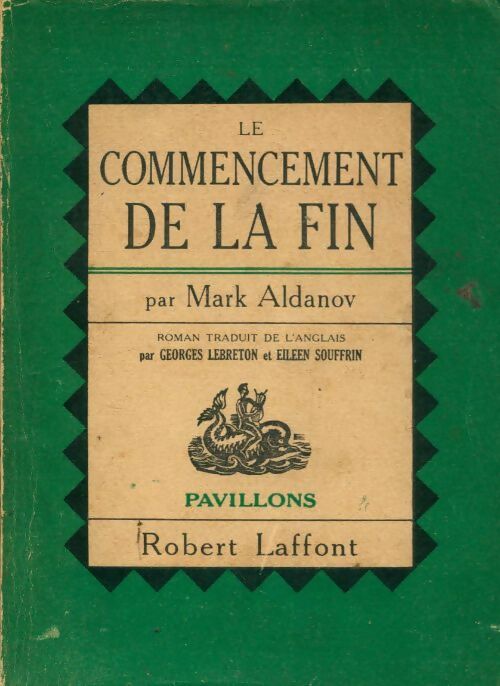 LE
COMMENCEMENT
DE LA FIN
par Mark Aldanov
ROMAN TRADUIT DE L'ANGLAIS
par GEORGES LEBRETON et EILEEN SOUFFRIN
PAVILLONS
Robert Laffont